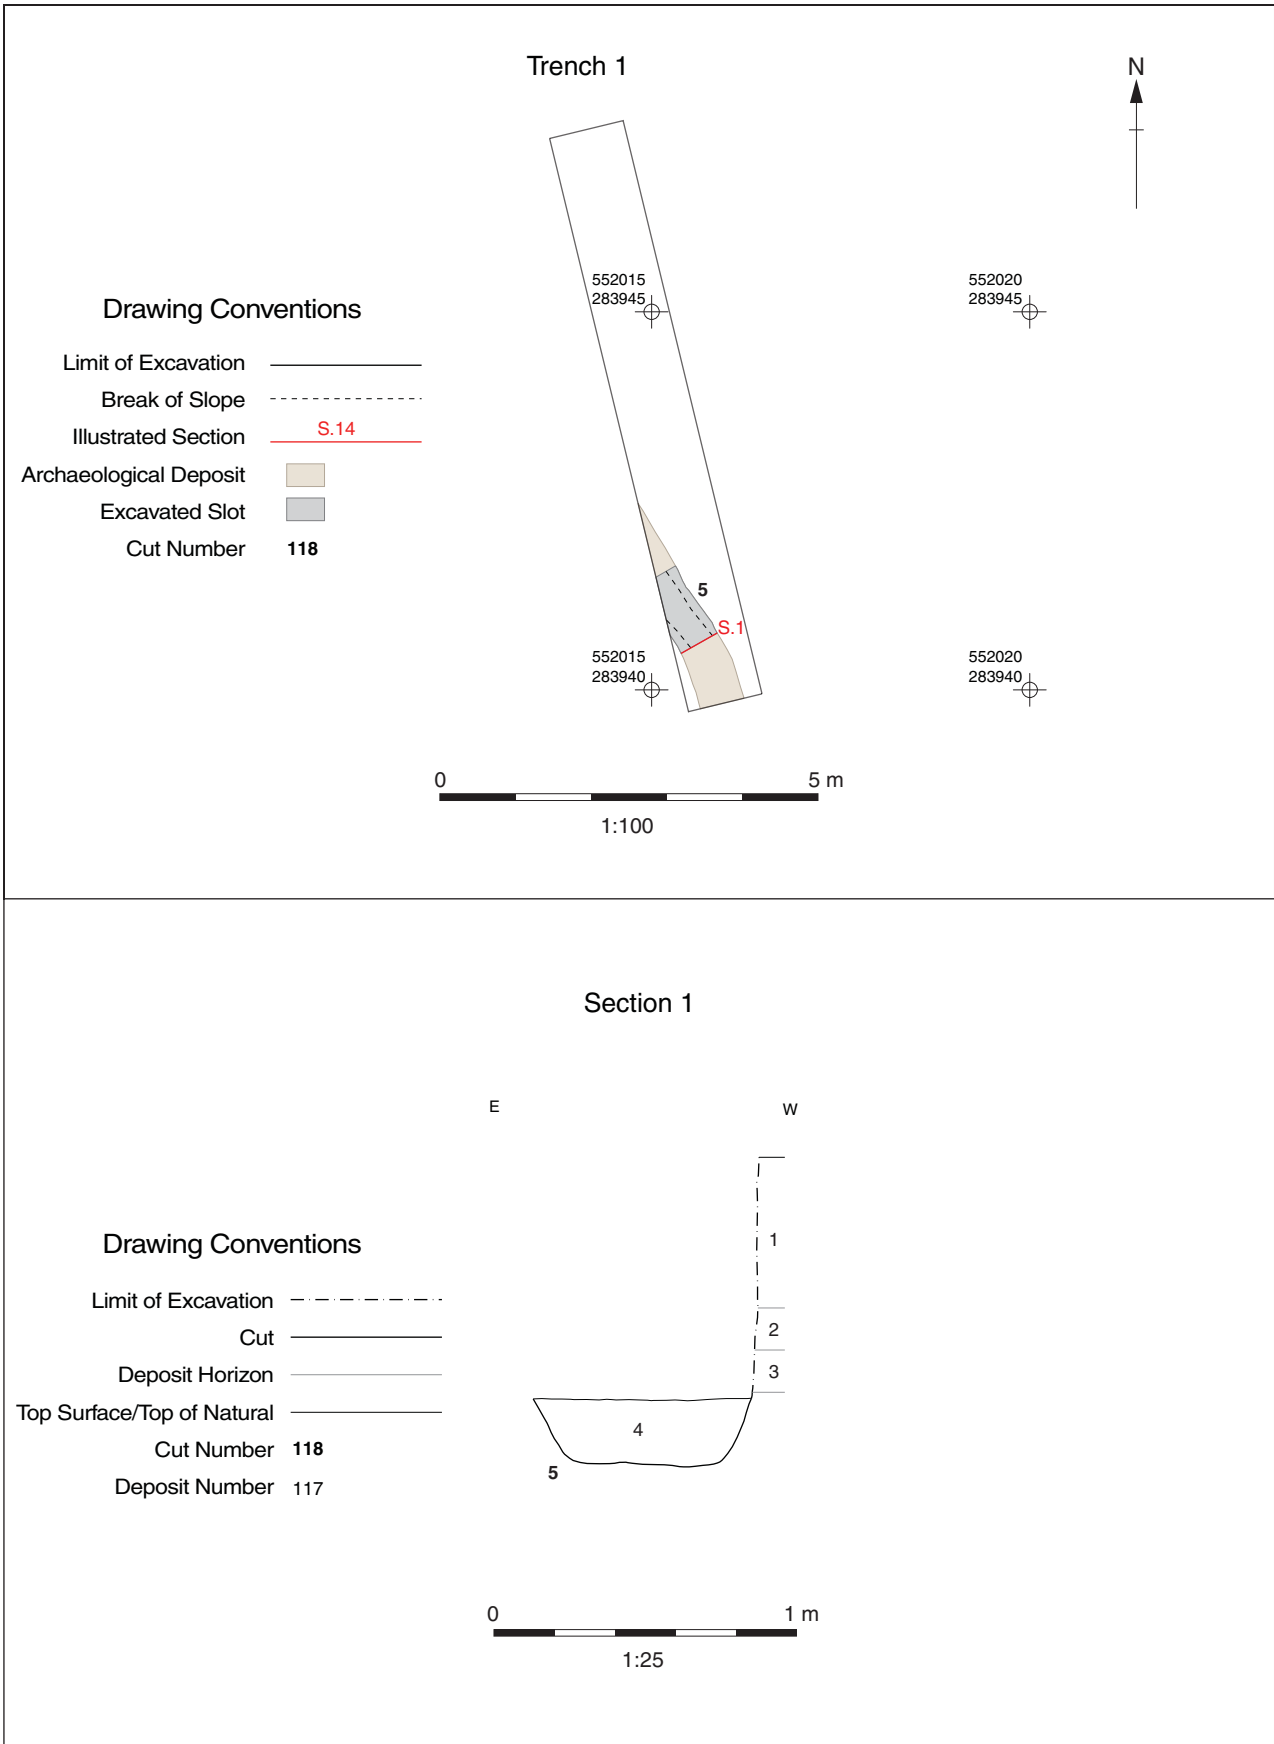 Trench 1
N
552015
283945
552020
283945
Drawing Conventions
Limit of Excavation
Break of Slope
Illustrated Section S.14
Archaeological Deposit
Excavated Slot
Cut Number 118
5
S.1
552015
283940
552020
283940
0 5 m
1:100
Section 1
E W
1
2
3
4
5
Drawing Conventions
Limit of Excavation
Cut
Deposit Horizon
Top Surface/Top of Natural
Cut Number 118
Deposit Number 117
0 1 m
1:25